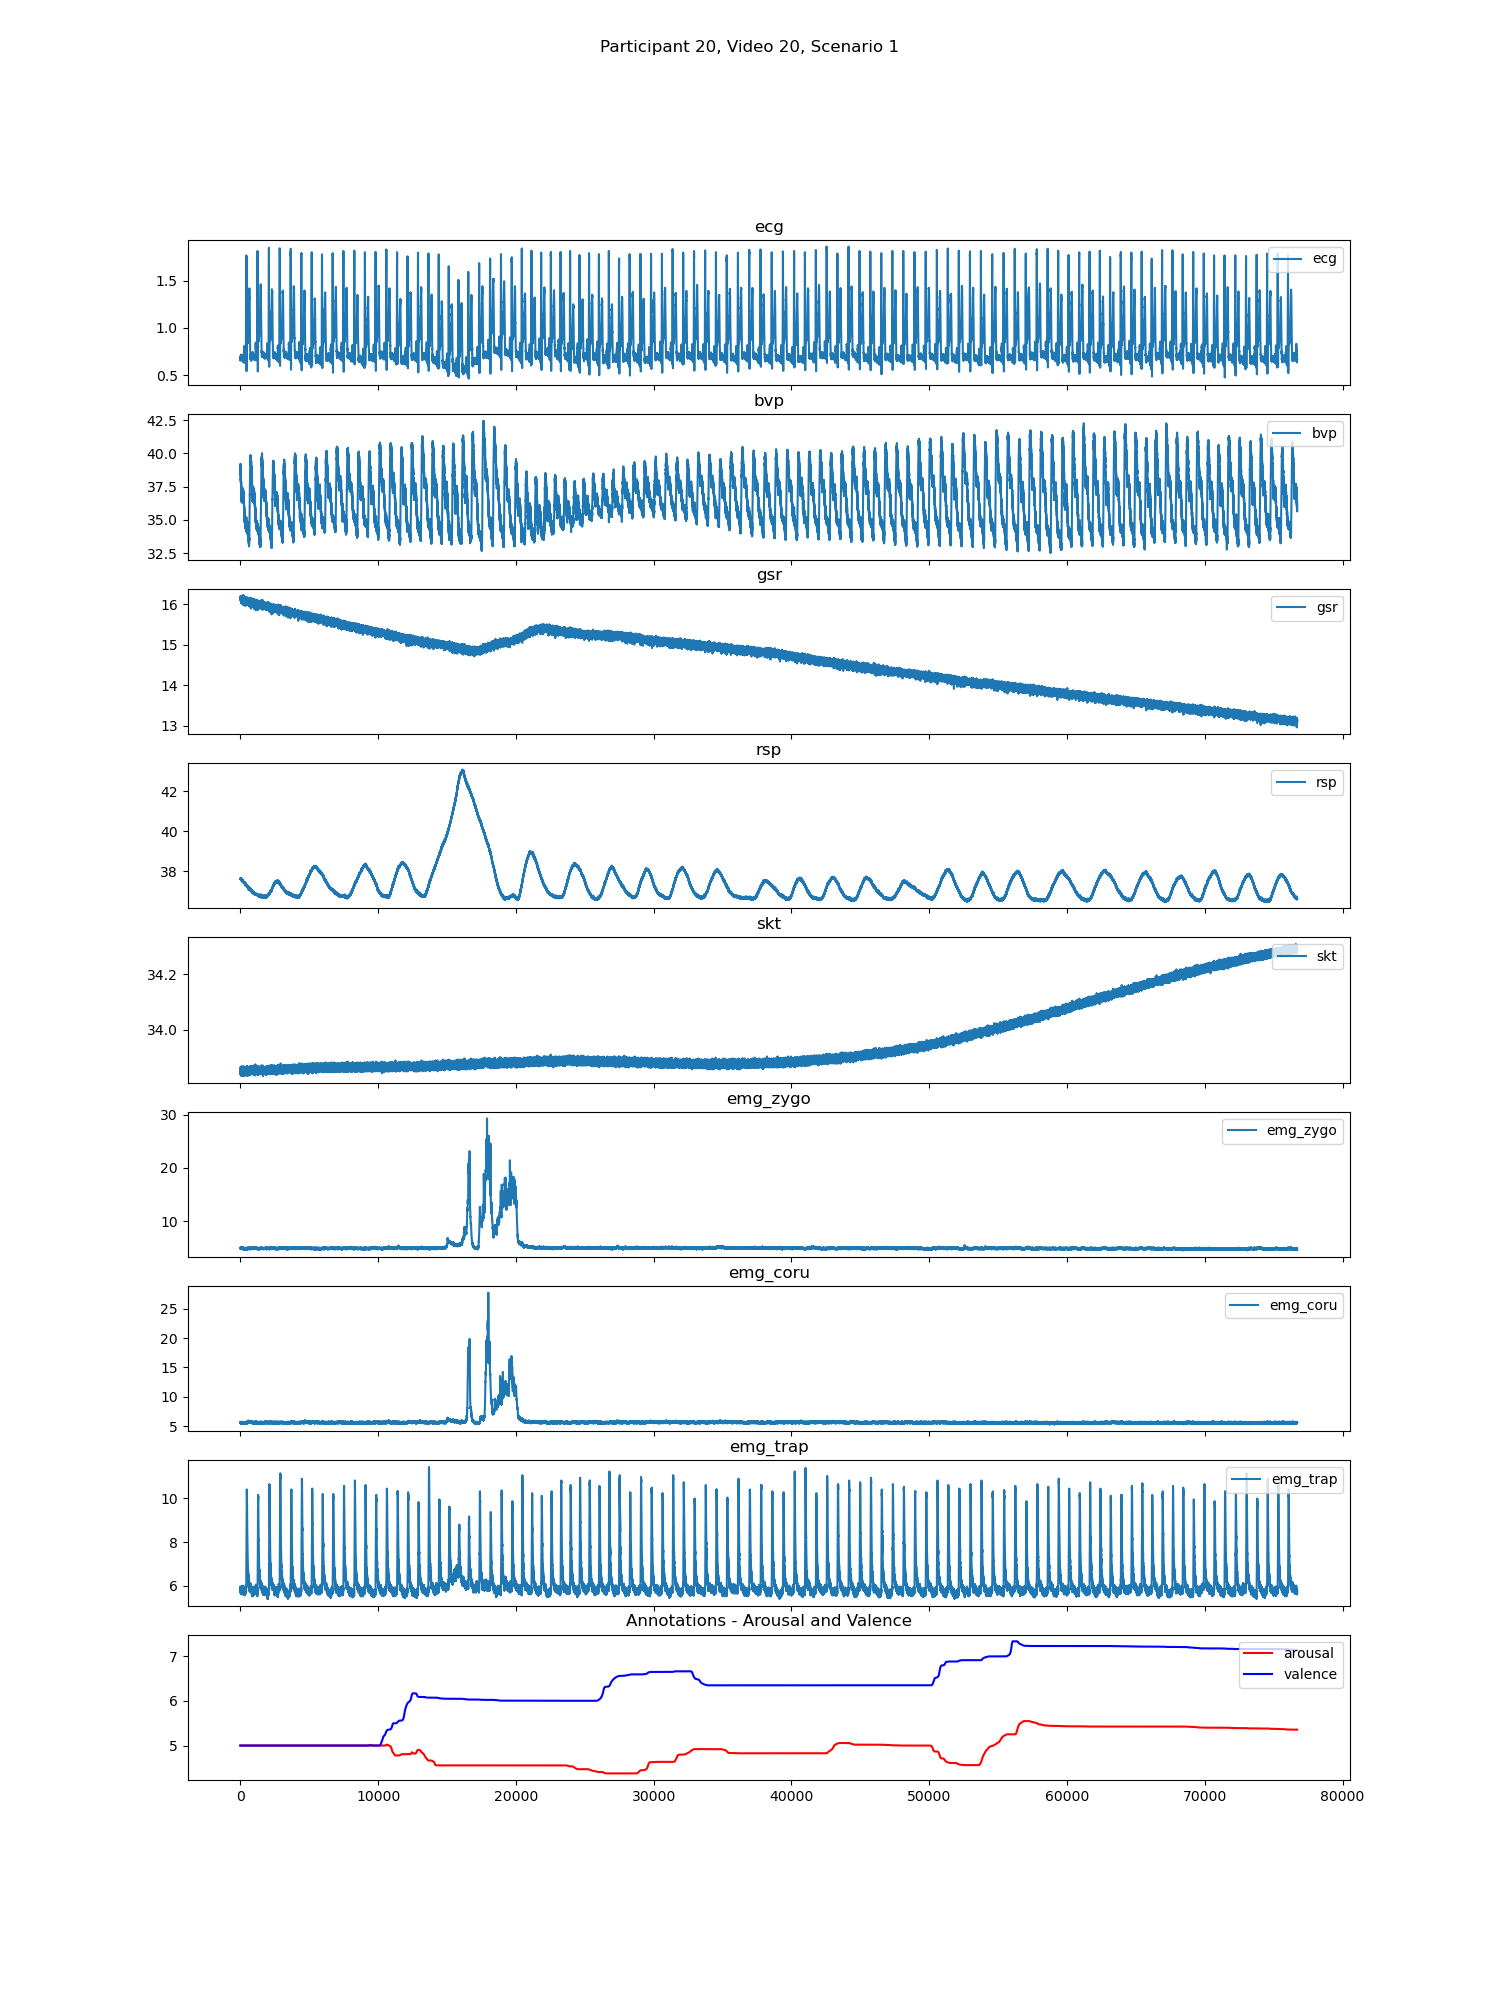 Participant 20, Video 20, Scenario 1
ecg
ecg
1.5
1.0
0.5
bvp
bvp
42.5
40.0
37.5
35.0
32.5
gsr
gsr
16
15
14
13
rsp
rsp
42
40
38
skt
skt
34.2
34.0
emg_zygo
emg_zygo
30
20
10
emg_coru
emg_coru
25
20
15
10
5
emg_trap
emg_trap
10
8
6
Annotations - Arousal and Valence
arousal
valence
7
6
5
0 10000 20000 30000 40000 50000 60000 70000 80000